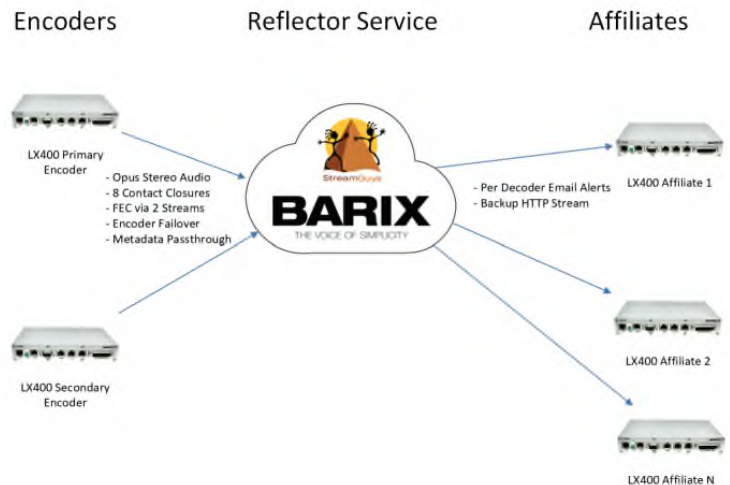 Encoders
Reflector Service
Affiliates
LX400 Primary
Encoder
- Opus Stereo Audio
- 8 Contact Closures
- FEC via 2 Streams
- Encoder Failover
- Metadata Passthrough
LX400 Secondary
Encoder
StreamGuys
BARIX
THE VOICE OF SIMPLICITY
- Per Decoder Email Alerts
- Backup HTTP Stream
LX400 Affiliate 1
LX400 Affiliate 2
LX400 Affiliate N